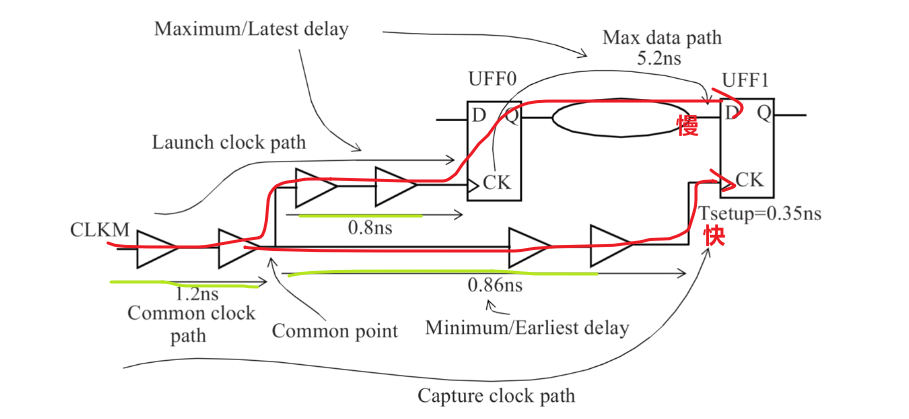 Maximum/Latest delay
Max data path
5.2ns
UFF0
UFF1
D
Q
D
Q
慢
Launch clock path
CK
CK
0.8ns
Tsetup=0.35ns
CLKM
快
1.2ns
0.86ns
Common clock
path
Common point
Minimum/Earliest delay
Capture clock path